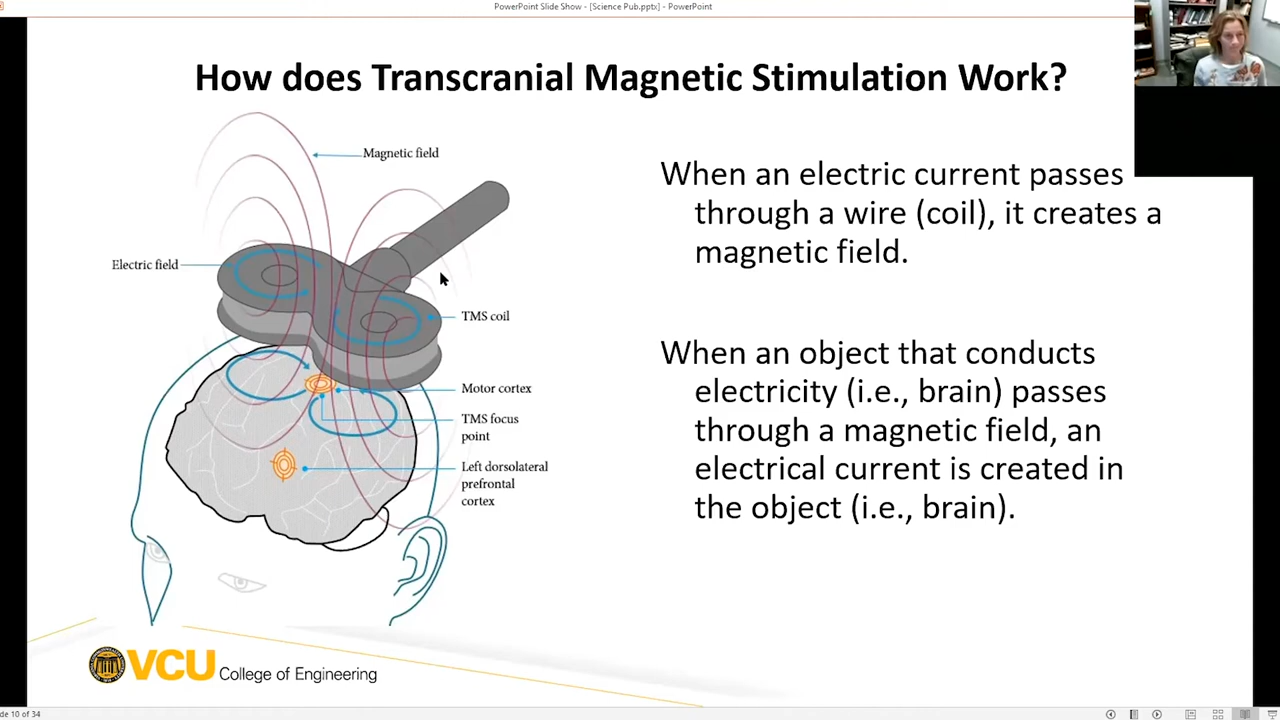 PowerPoint Slide Show - [Science Pub.pptx] - PowerPoint
How does Transcranial Magnetic Stimulation Work?
Magnetic field
Electric field
TMS coil
Motor cortex
TMS focus
point
Left dorsolateral
prefrontal
cortex
When an electric current passes
through a wire (coil), it creates a
magnetic field.
When an object that conducts
electricity (i.e., brain) passes
through a magnetic field, an
electrical current is created in
the object (i.e., brain).
VCU College of Engineering
de 10 of 34